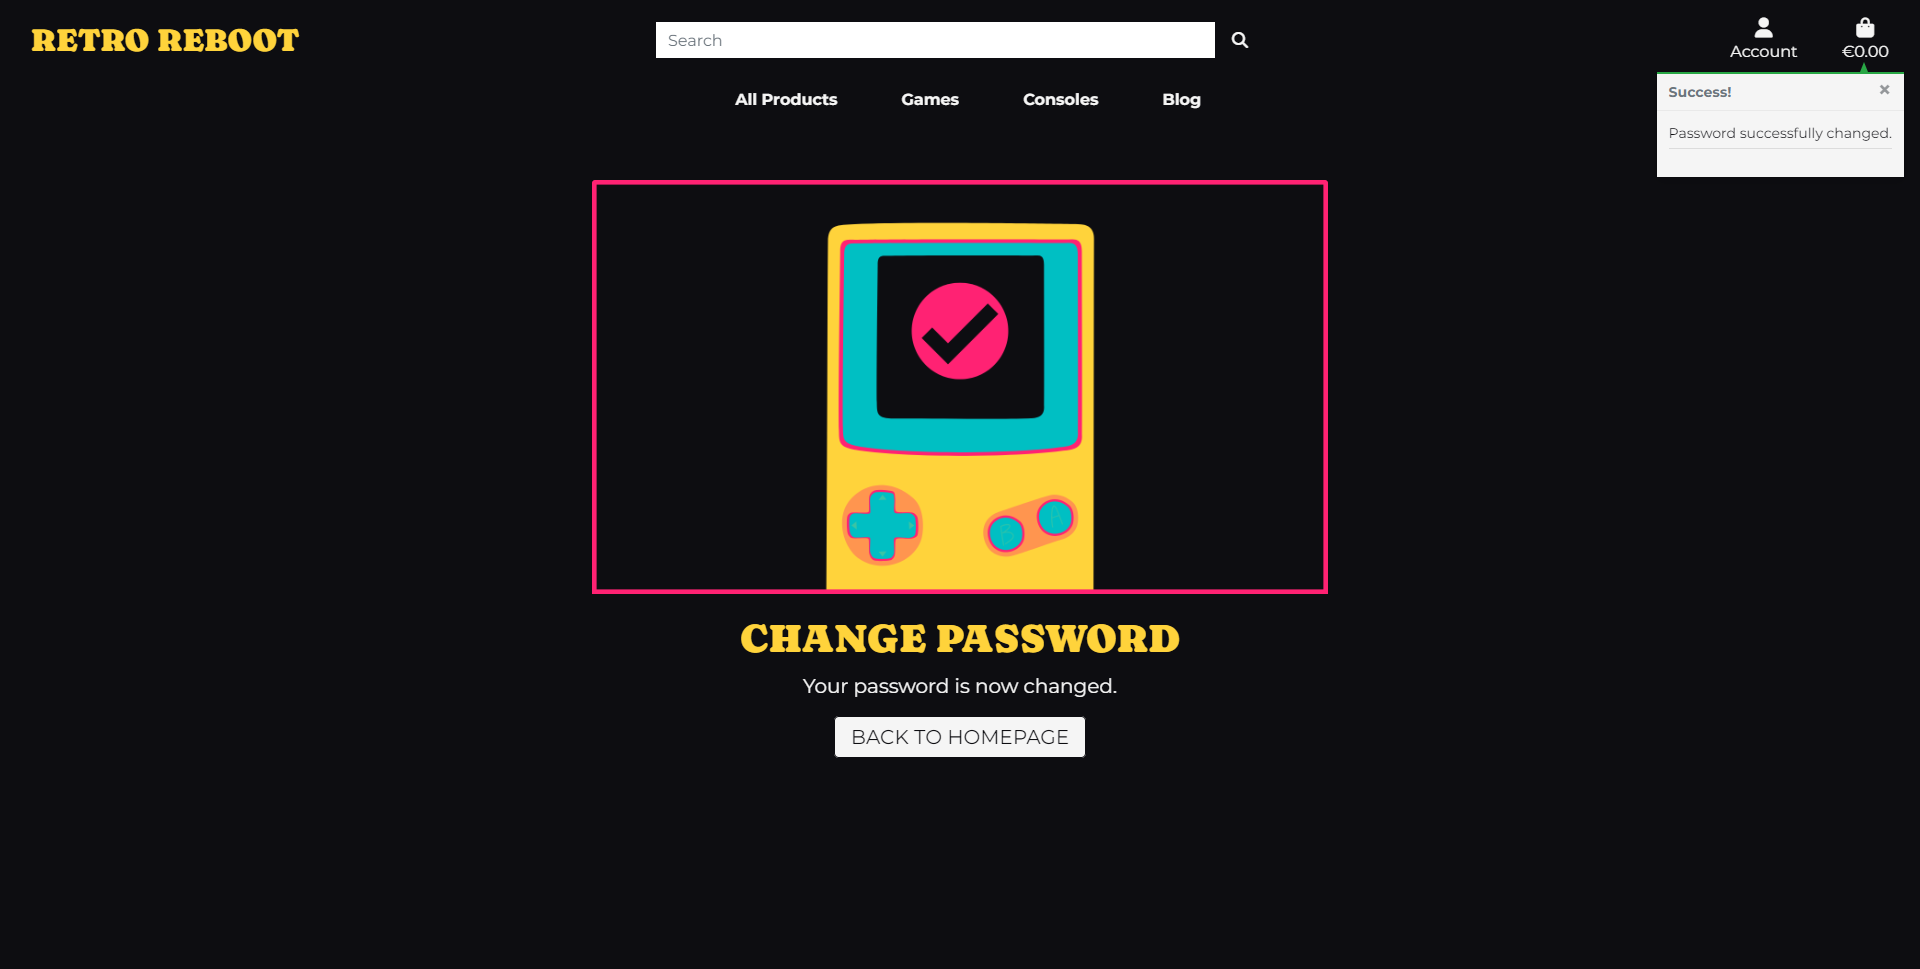 RETRO REBOOT
Search
Account
€0.00
All Products
Games
Consoles
Blog
Success!
×
Password successfully changed.
B
A
CHANGE PASSWORD
Your password is now changed.
BACK TO HOMEPAGE